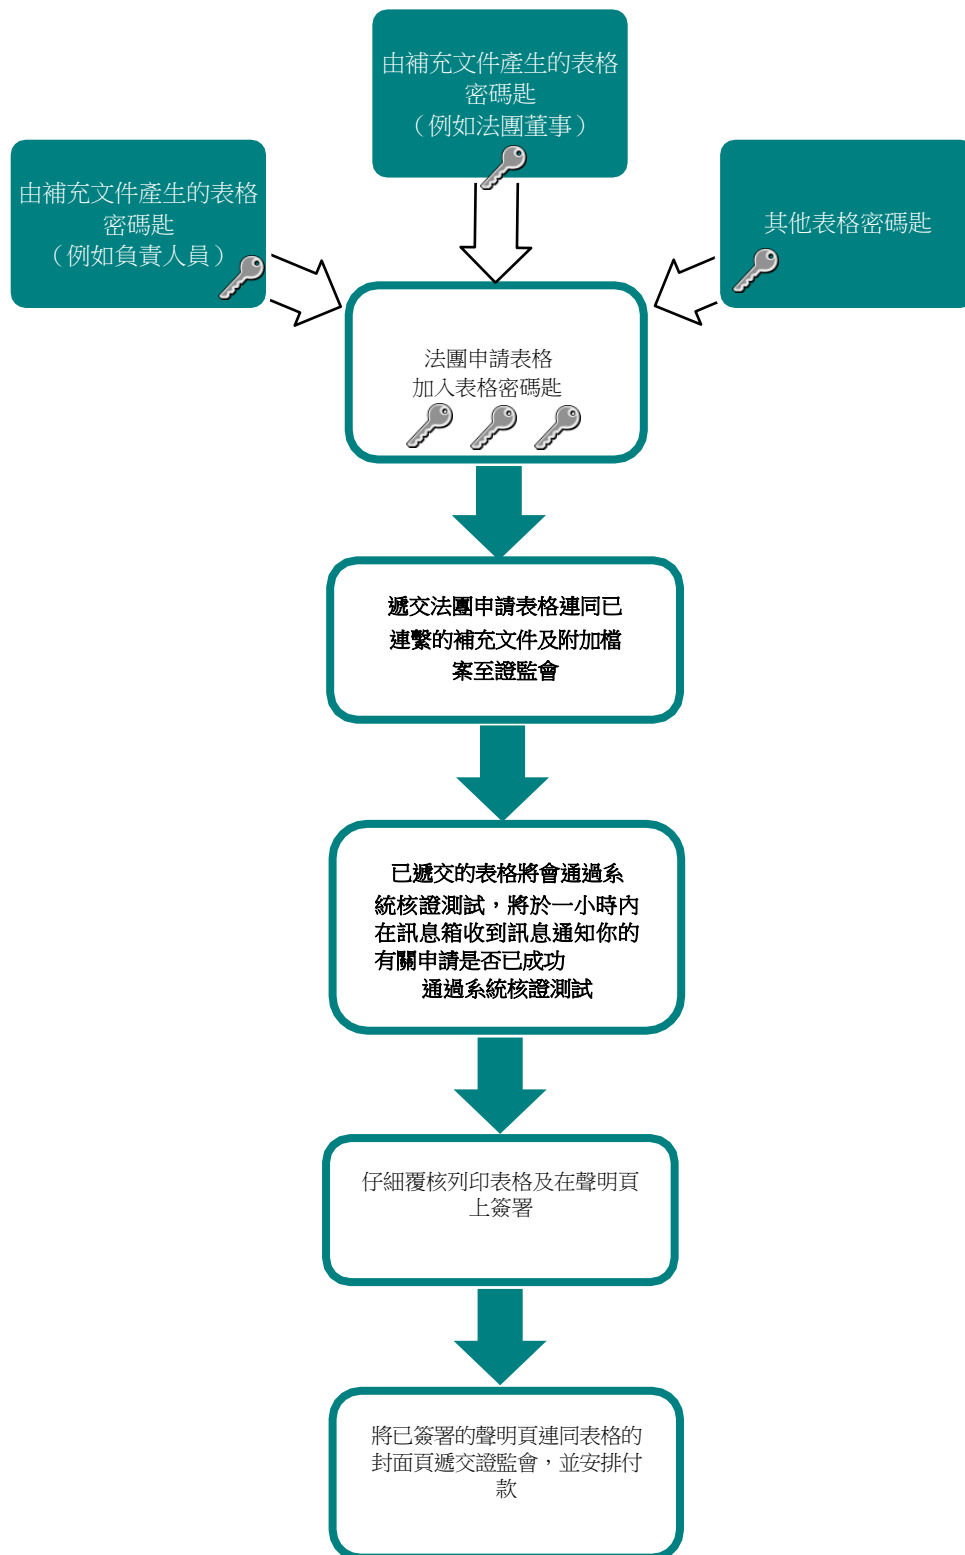 由補充文件產生的表格
密碼匙
（例如法團董事）
由補充文件產生的表格
密碼匙
（例如負責人員）
其他表格密碼匙
法團申請表格
加入表格密碼匙
遞交法團申請表格連同已
連繫的補充文件及附加檔
案至證監會
已遞交的表格將會通過系
統核證測試，將於一小時內
在訊息箱收到訊息通知你的
有關申請是否已成功
通過系統核證測試
仔細覆核列印表格及在聲明頁
上簽署
將已簽署的聲明頁連同表格的
封面頁遞交證監會，並安排付
款